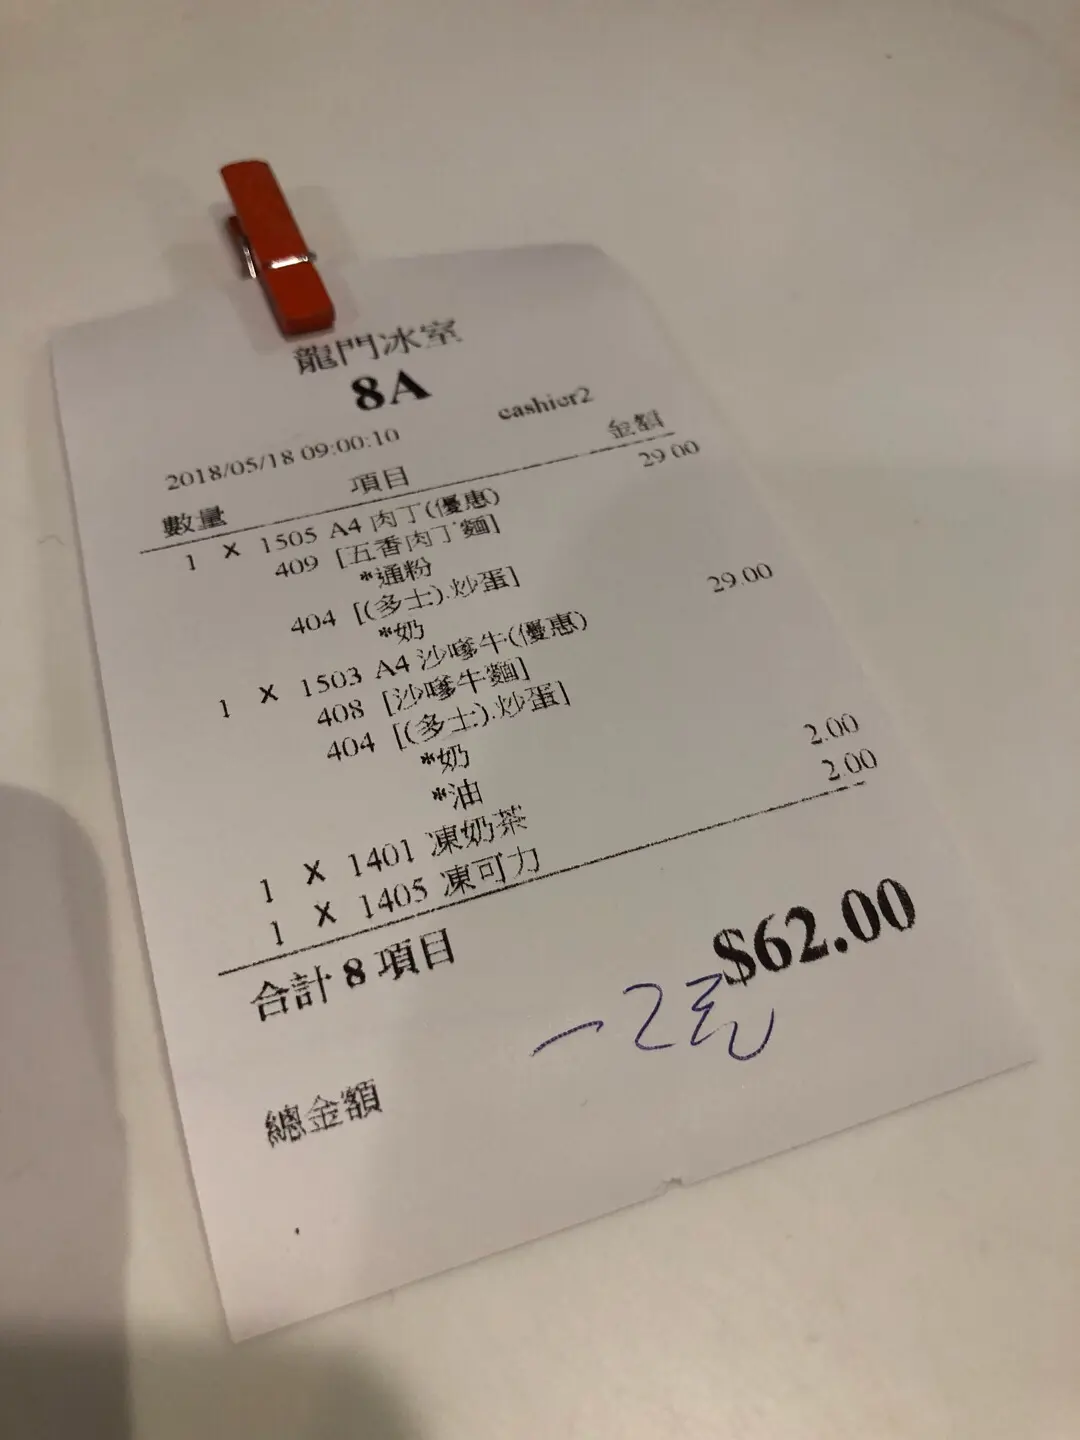 龍門冰室
8A
2018/05/18 09:00:10 cashier2
數量 項目 金額
1 X 1505 A4 肉丁(優惠) 29.00
409 [五香肉丁麵]
*通粉
404 [(多士).炒蛋]
*奶
1 X 1503 A4 沙嗲牛(優惠) 29.00
408 [沙嗲牛麵]
404 [(多士).炒蛋]
*奶
*油
1 X 1401 凍奶茶 2.00
1 X 1405 凍可力 2.00
合計 8 項目 $62.00
-2元
總金額